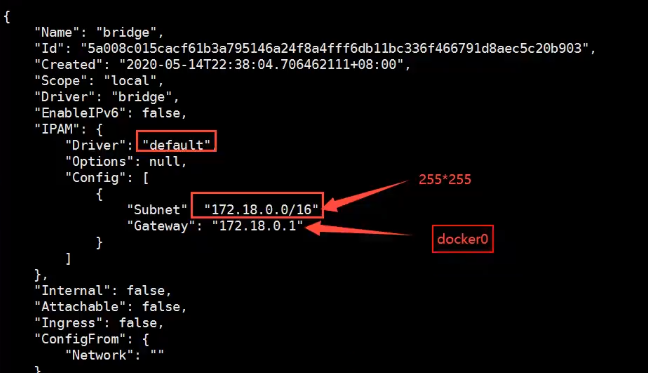 {
"Name": "bridge",
"Id": "5a008c015cacf61b3a795146a24f8a4fff6db11bc336f466791d8aec5c20b903",
"Created": "2020-05-14T22:38:04.706462111+08:00",
"Scope": "local",
"Driver": "bridge",
"EnableIPv6": false,
"IPAM": {
"Driver": "default"
"Options": null,
"Config": [
255*255
{
"Subnet" "172.18.0.0/16"
"Gateway": "172.18.0.1"
docker0
}
]
},
"Internal": false,
"Attachable": false,
"Ingress": false,
"ConfigFrom": {
"Network": ""